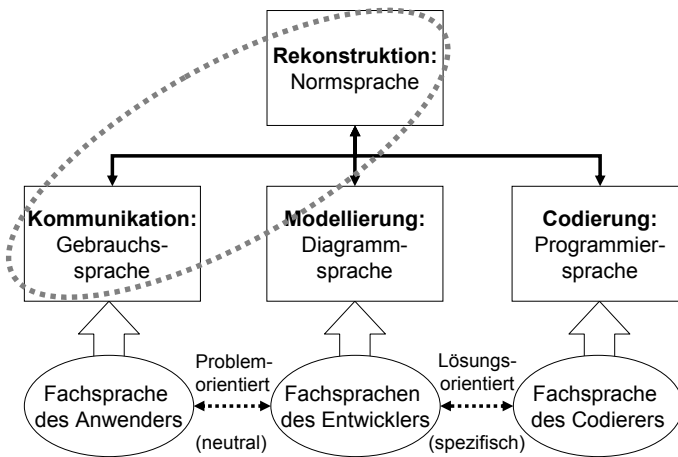 Rekonstruktion:
Normsprache
Kommunikation:
Gebrauchs-
sprache
Modellierung:
Diagramm-
sprache
Codierung:
Programmier-
sprache
Fachsprache
des Anwenders
Problem-
orientiert
(neutral)
Fachsprachen
des Entwicklers
Lösungs-
orientiert
(spezifisch)
Fachsprache
des Codierers